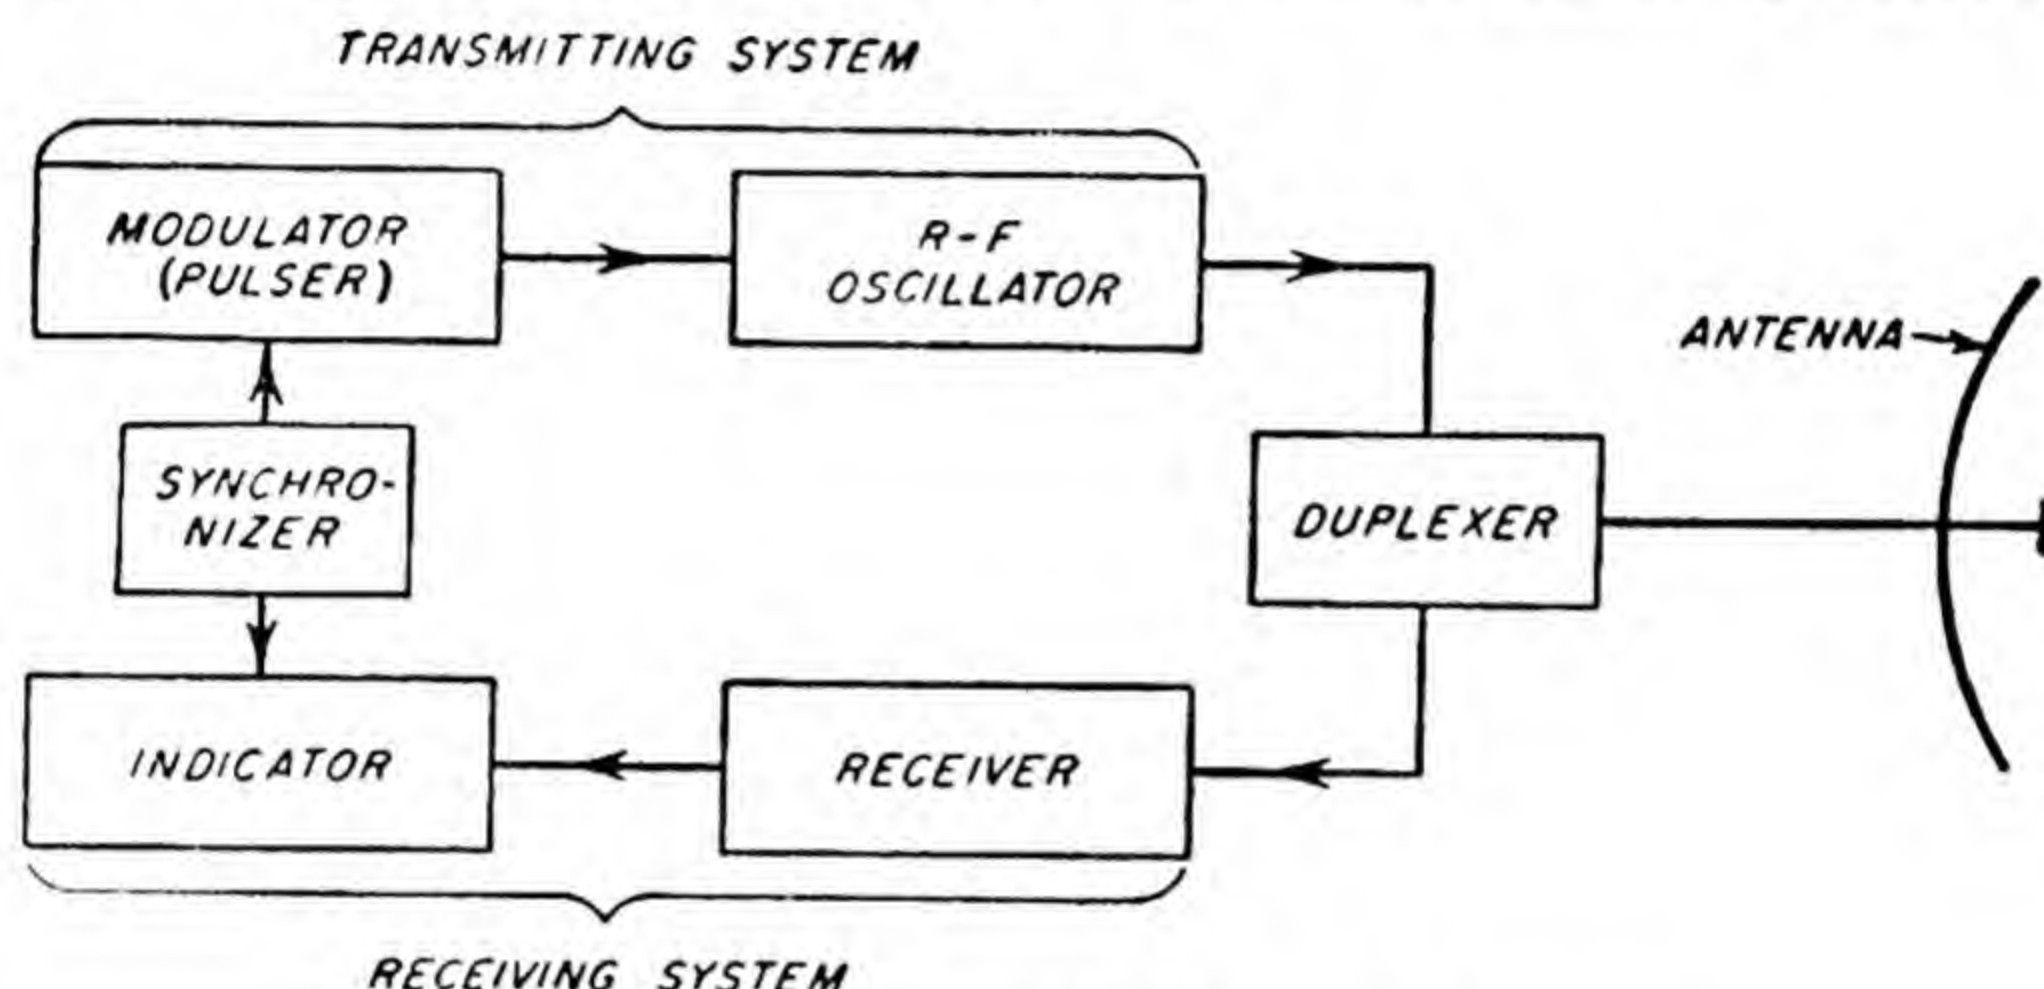 TRANSMITTING SYSTEM
MODULATOR
(PULSER)
R-F
OSCILLATOR
ANTENNA
SYNCHRO-
NIZER
DUPLEXER
INDICATOR
RECEIVER
RECEIVING SYSTEM